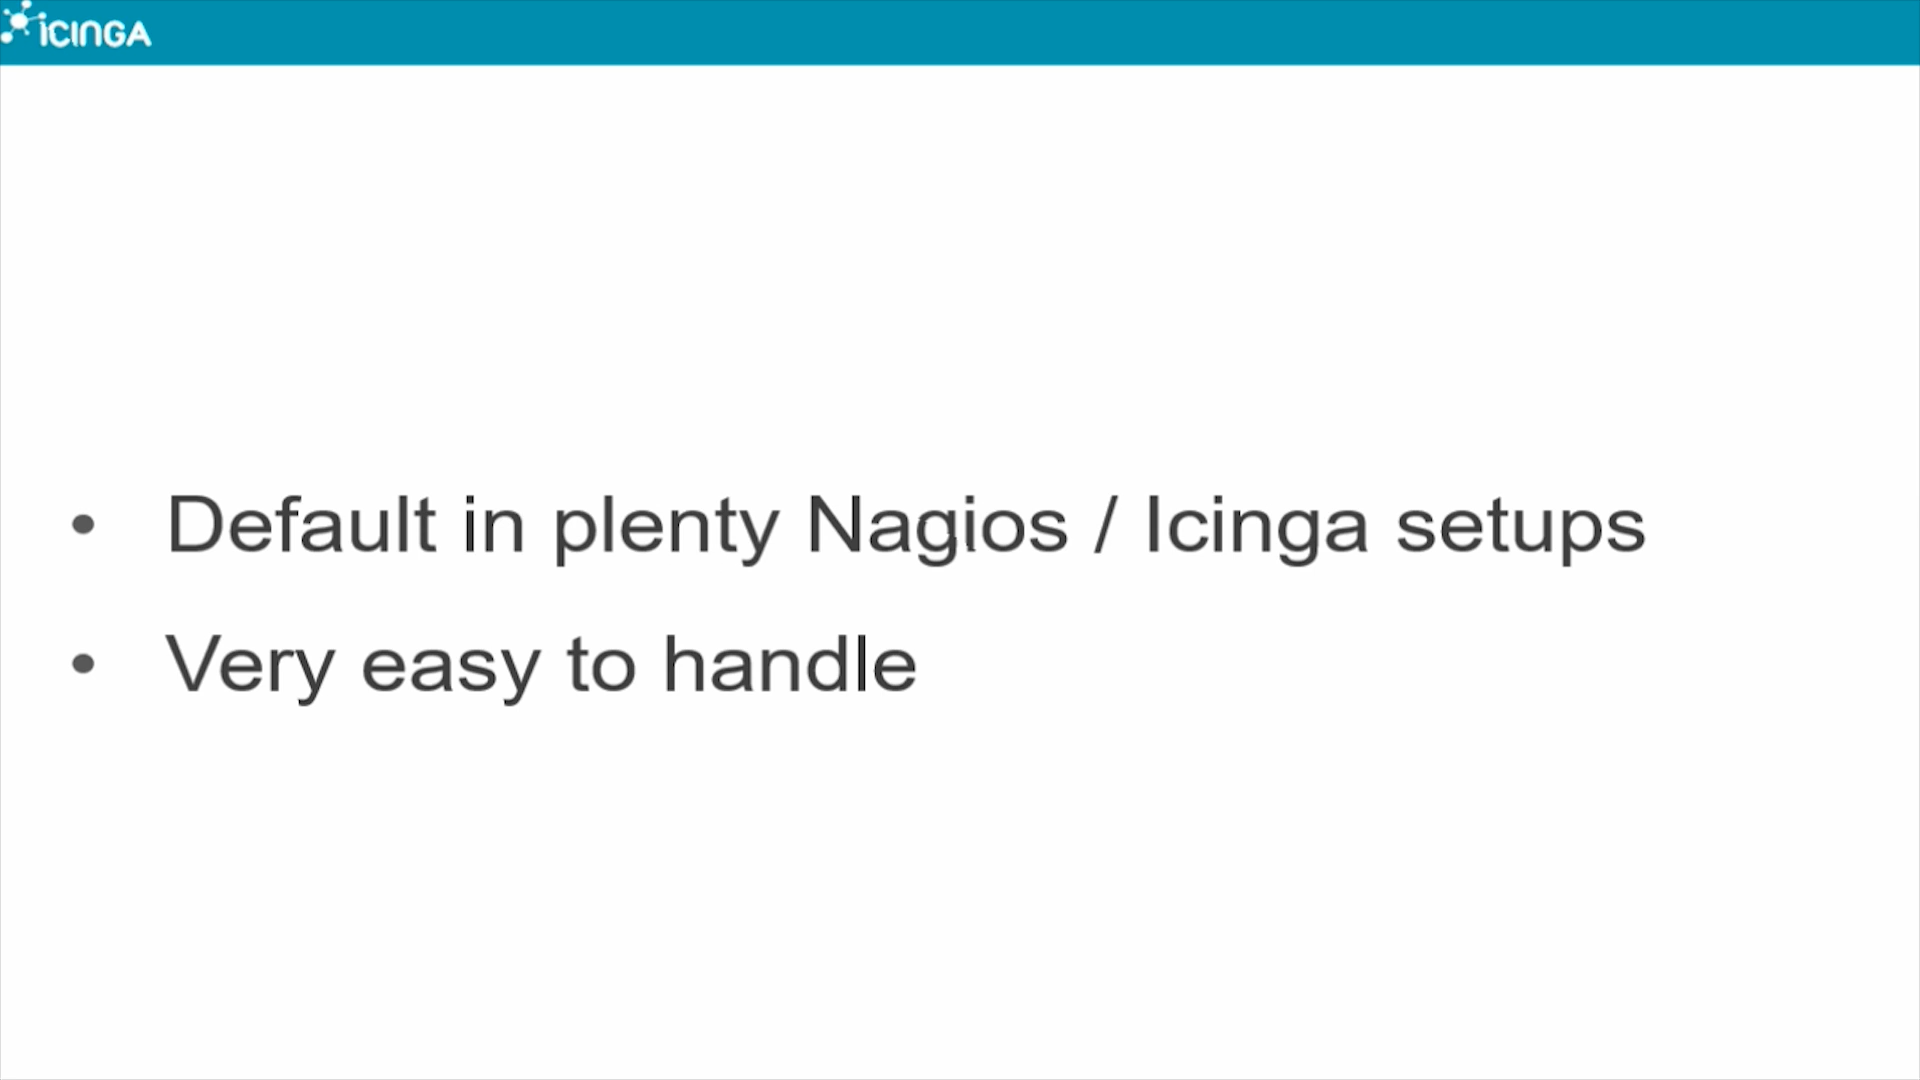 ICINGA
• Default in plenty Nagios / Icinga setups
• Very easy to handle